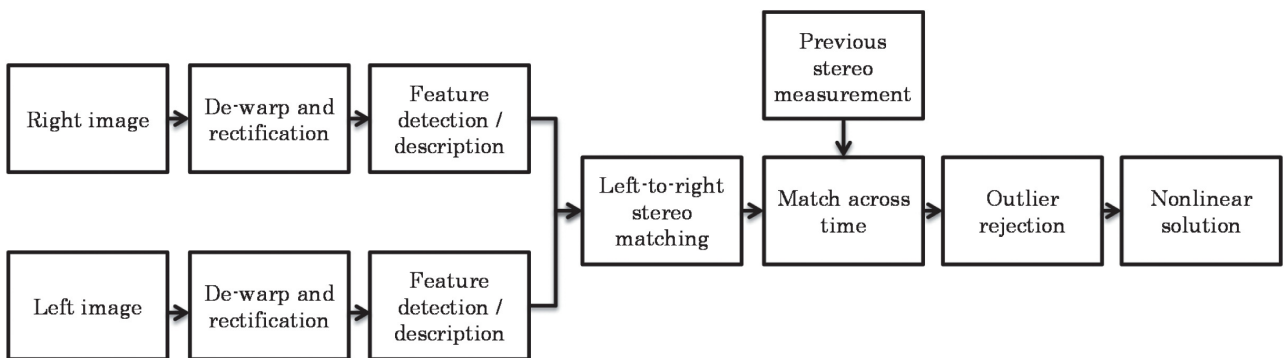 Right image
De-warp and
rectification
Feature
detection /
description
Left image
De-warp and
rectification
Feature
detection /
description
Left-to-right
stereo
matching
Previous
stereo
measurement
Match across
time
Outlier
rejection
Nonlinear
solution